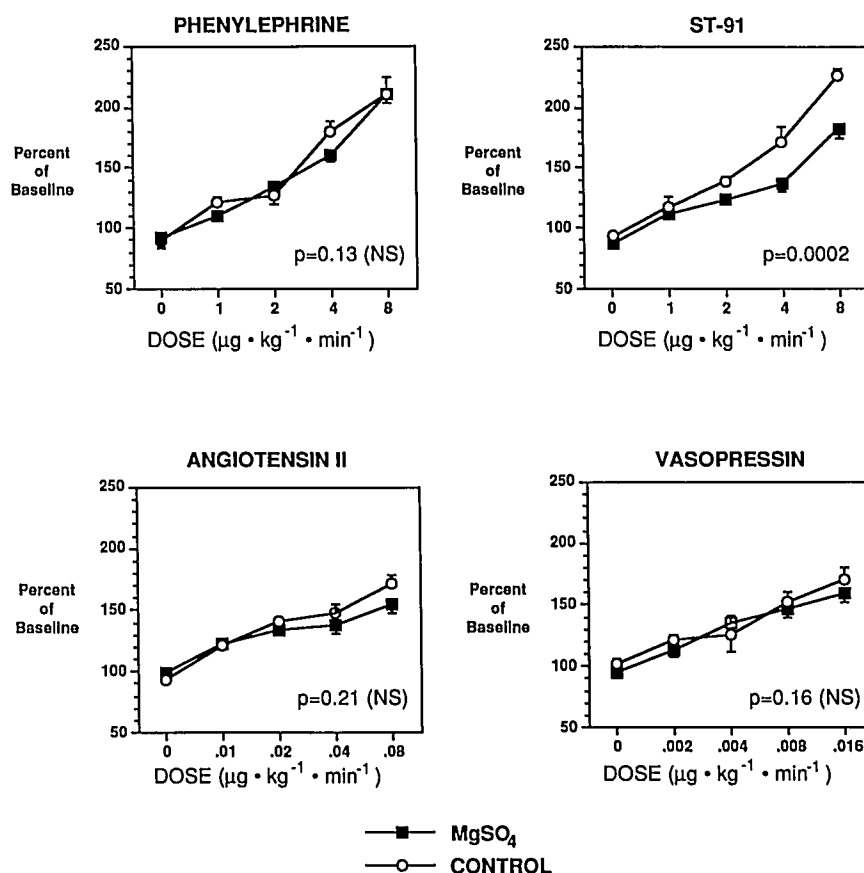 PHENYLEPHRINE
250
200
150
100
50
Percent
of
Baseline
p=0.13 (NS)
0 1 2 4 8
DOSE (µg • kg⁻¹ • min⁻¹ )
ST-91
250
200
150
100
50
Percent
of
Baseline
p=0.0002
0 1 2 4 8
DOSE (µg • kg⁻¹ • min⁻¹ )
ANGIOTENSIN II
250
200
150
100
50
Percent
of
Baseline
p=0.21 (NS)
0 .01 .02 .04 .08
DOSE (µg • kg⁻¹ • min⁻¹ )
VASOPRESSIN
250
200
150
100
50
Percent
of
Baseline
p=0.16 (NS)
0 .002 .004 .008 .016
DOSE (µg • kg⁻¹ • min⁻¹ )
MgSO₄
CONTROL